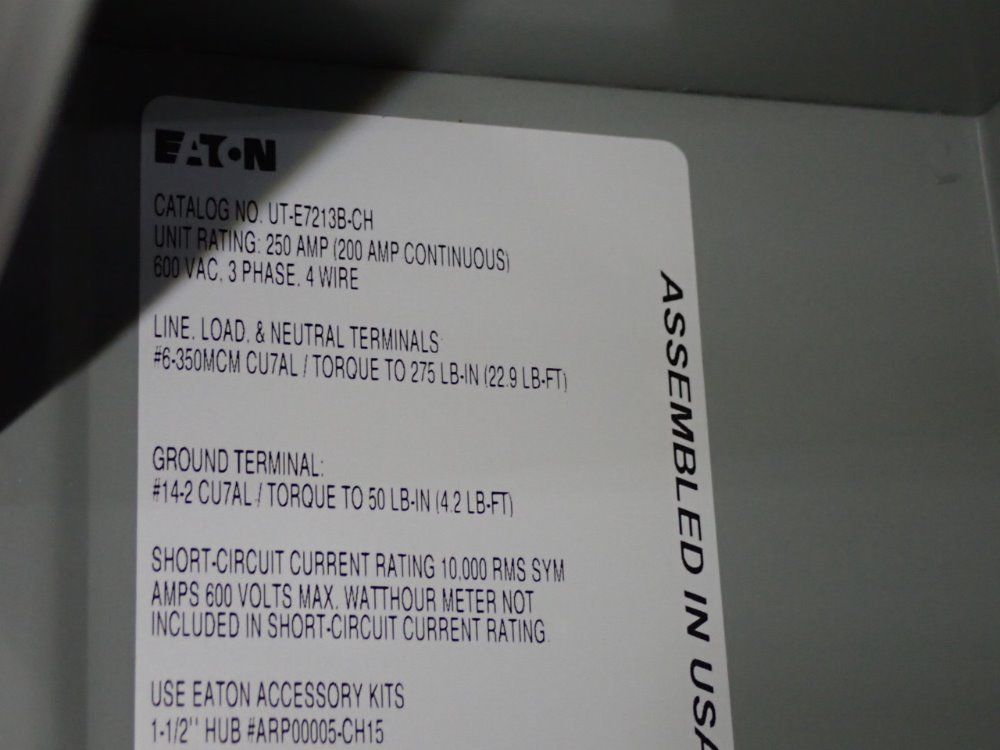 EATON
CATALOG NO. UT-E7213B-CH
UNIT RATING: 250 AMP (200 AMP CONTINUOUS)
600 VAC, 3 PHASE, 4 WIRE
LINE, LOAD, & NEUTRAL TERMINALS:
#6-350MCM CU7AL / TORQUE TO 275 LB-IN (22.9 LB-FT)
GROUND TERMINAL:
#14-2 CU7AL / TORQUE TO 50 LB-IN (4.2 LB-FT)
SHORT-CIRCUIT CURRENT RATING 10,000 RMS SYM
AMPS 600 VOLTS MAX. WATTHOUR METER NOT
INCLUDED IN SHORT-CIRCUIT CURRENT RATING.
USE EATON ACCESSORY KITS
1-1/2'' HUB #ARP00005-CH15
ASSEMBLED IN USA